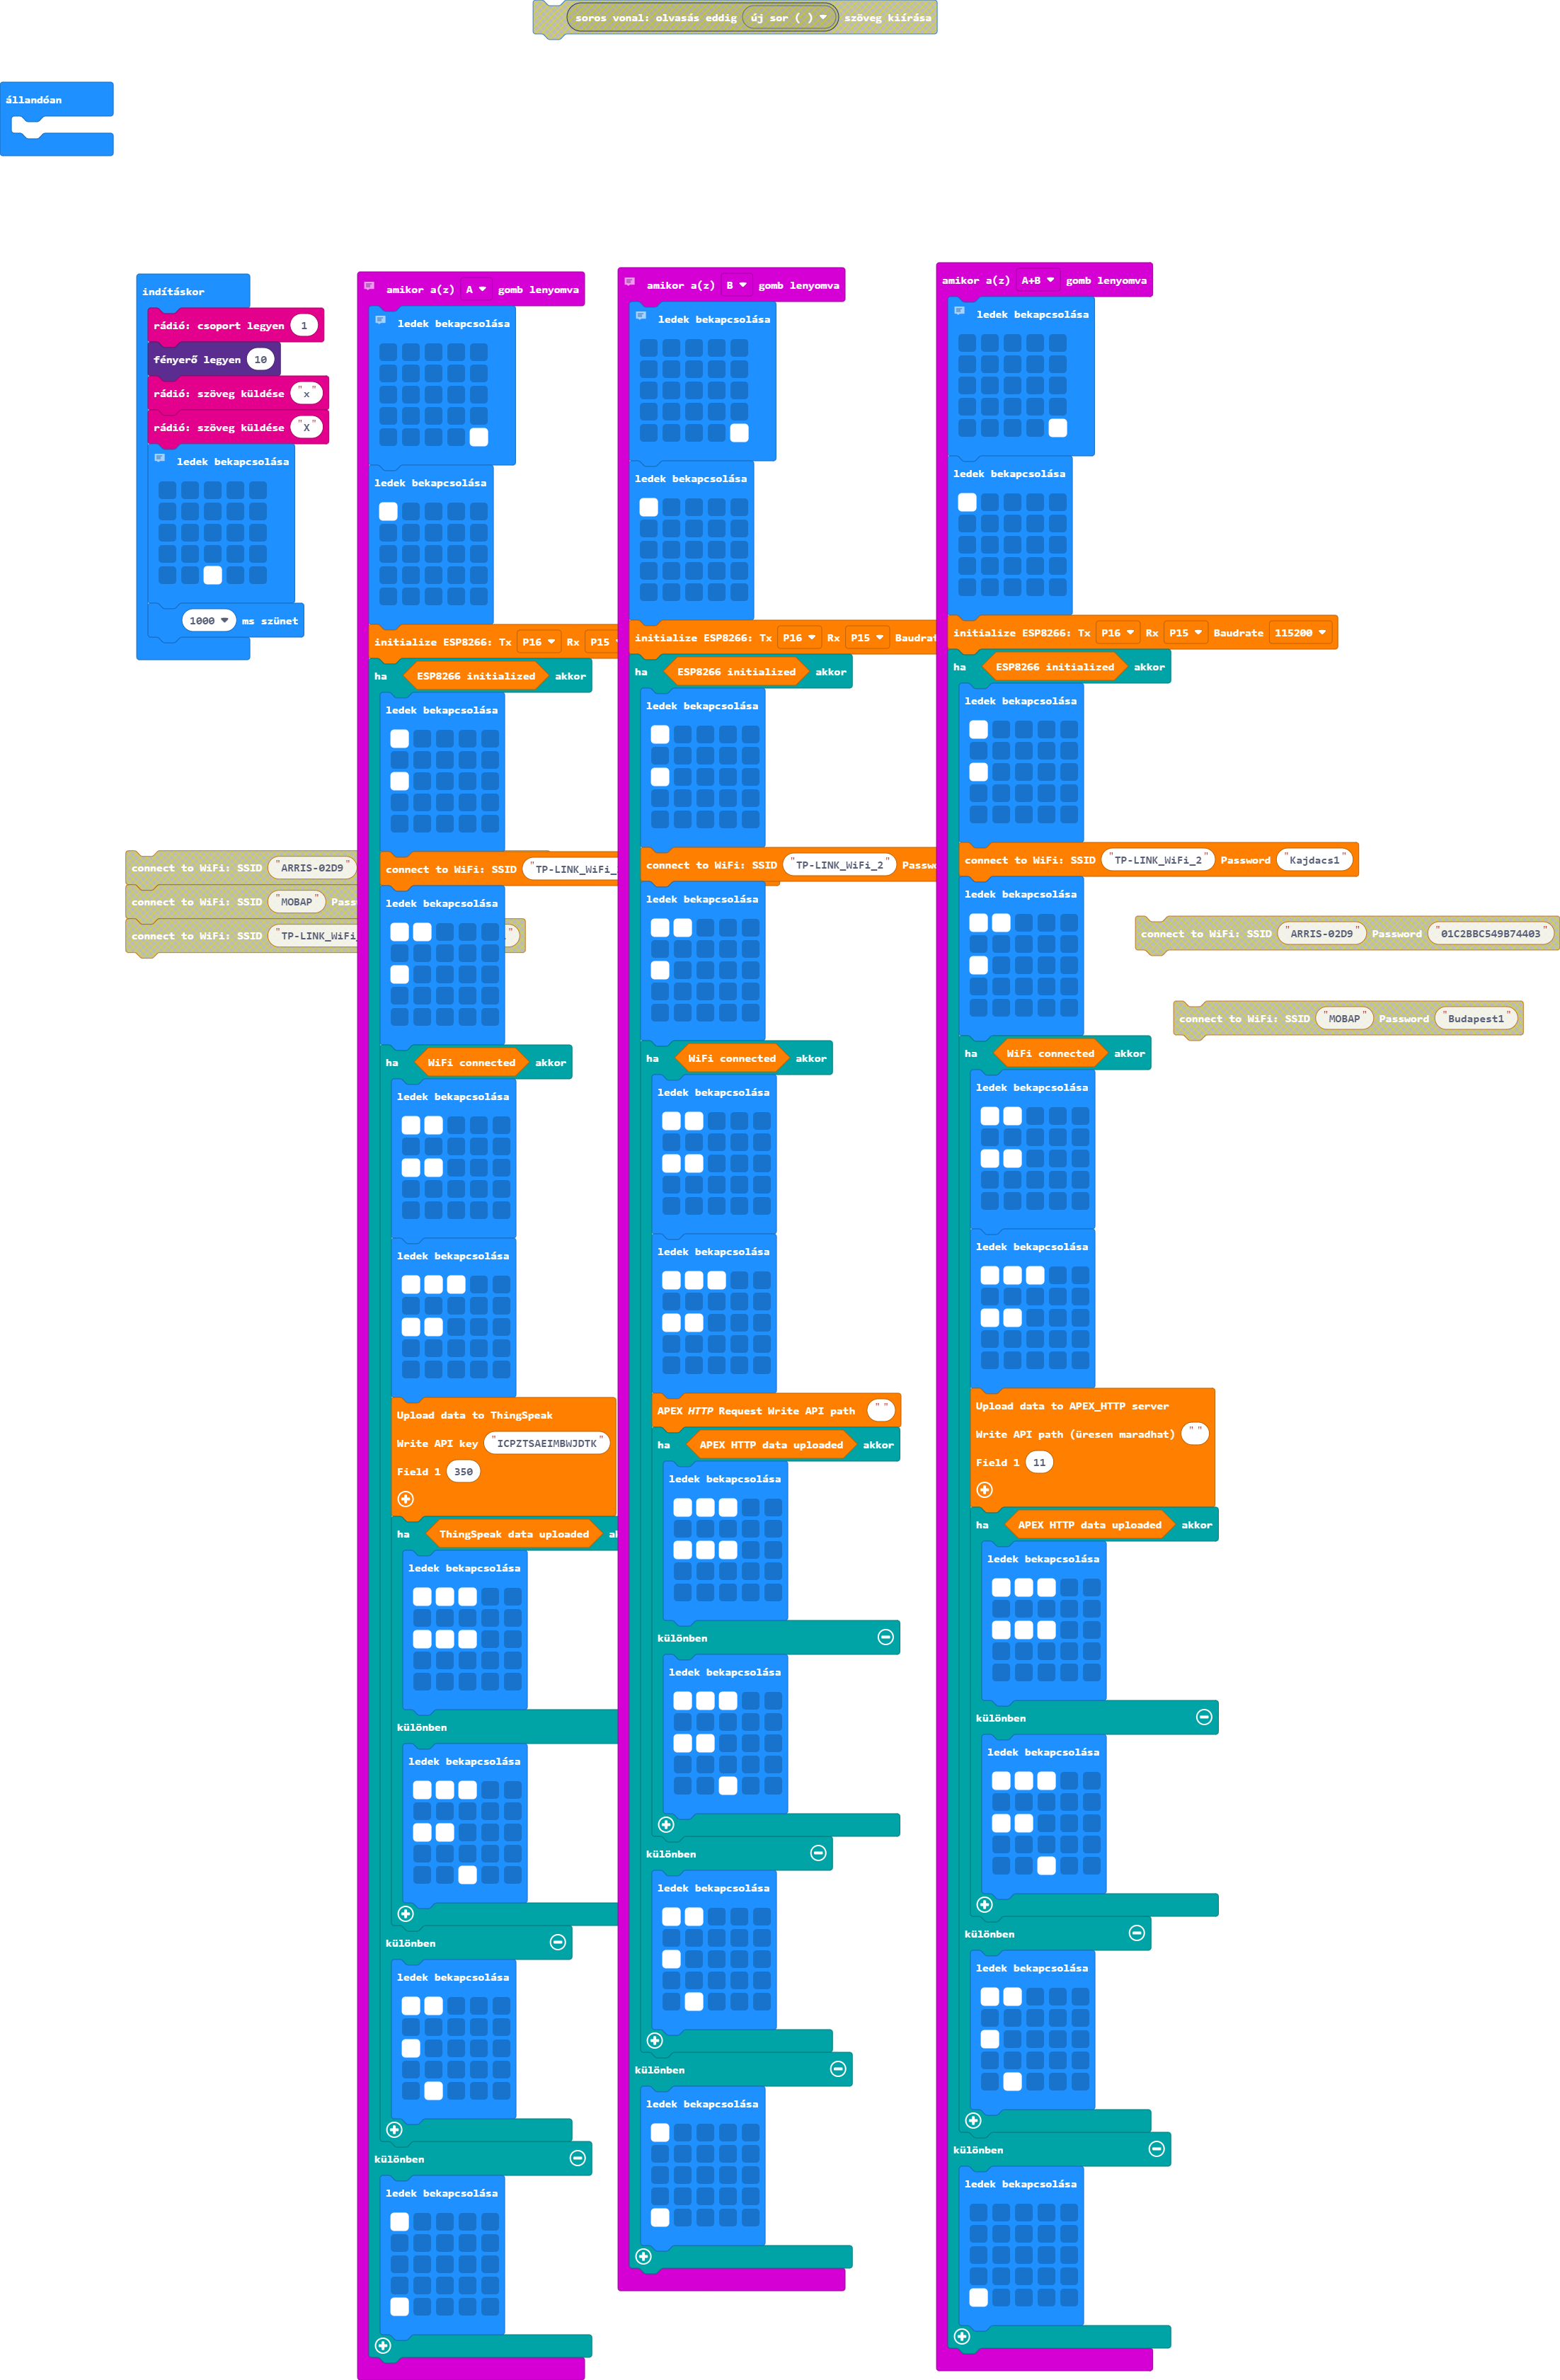 soros vonal: olvasás eddig új sor ( ) szöveg kiírása
állandóan
indításkor
rádió: csoport legyen 1
fényerő legyen 10
rádió: szöveg küldése "x"
rádió: szöveg küldése "X"
ledek bekapcsolása
1000 ms szünet
connect to WiFi: SSID "ARRIS-02D9"
connect to WiFi: SSID "MOBAP"
connect to WiFi: SSID
amikor a(z) A gomb lenyomva
ledek bekapcsolása
ledek bekapcsolása
initialize ESP8266: Tx P16 Rx P15
ha ESP8266 initialized akkor
ledek bekapcsolása
connect to WiFi: SSID
ledek bekapcsolása
ha WiFi connected akkor
ledek bekapcsolása
ledek bekapcsolása
Upload data to ThingSpeak
Write API key "ICPZTSAEIMBWJDTK"
Field 1 350
ha ThingSpeak data uploaded
ledek bekapcsolása
különben
ledek bekapcsolása
különben
ledek bekapcsolása
különben
ledek bekapcsolása
amikor a(z) B gomb lenyomva
ledek bekapcsolása
ledek bekapcsolása
initialize ESP8266: Tx P16 Rx P15
ha ESP8266 initialized akkor
ledek bekapcsolása
connect to WiFi: SSID "TP-LINK_WiFi_2"
ledek bekapcsolása
ha WiFi connected akkor
ledek bekapcsolása
ledek bekapcsolása
APEX HTTP Request Write API path " "
ha APEX HTTP data uploaded akkor
ledek bekapcsolása
különben
ledek bekapcsolása
különben
ledek bekapcsolása
különben
ledek bekapcsolása
amikor a(z) A+B gomb lenyomva
ledek bekapcsolása
ledek bekapcsolása
initialize ESP8266: Tx P16 Rx P15 Baudrate 115200
ha ESP8266 initialized akkor
ledek bekapcsolása
connect to WiFi: SSID "TP-LINK_WiFi_2" Password "Kajdacs1"
ledek bekapcsolása
ha WiFi connected akkor
ledek bekapcsolása
ledek bekapcsolása
Upload data to APEX_HTTP server
Write API path (üresen maradhat) " "
Field 1 11
ha APEX HTTP data uploaded akkor
ledek bekapcsolása
különben
ledek bekapcsolása
különben
ledek bekapcsolása
különben
ledek bekapcsolása
connect to WiFi: SSID "ARRIS-02D9" Password "01C2BBC549B74403"
connect to WiFi: SSID "MOBAP" Password "Budapest1"